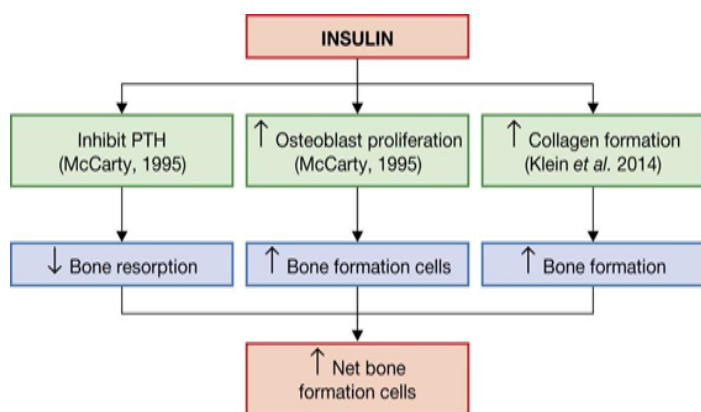 INSULIN
Inhibit PTH
(McCarty, 1995)
↑ Osteoblast proliferation
(McCarty, 1995)
↑ Collagen formation
(Klein et al. 2014)
↓ Bone resorption
↑ Bone formation cells
↑ Bone formation
↑ Net bone
formation cells